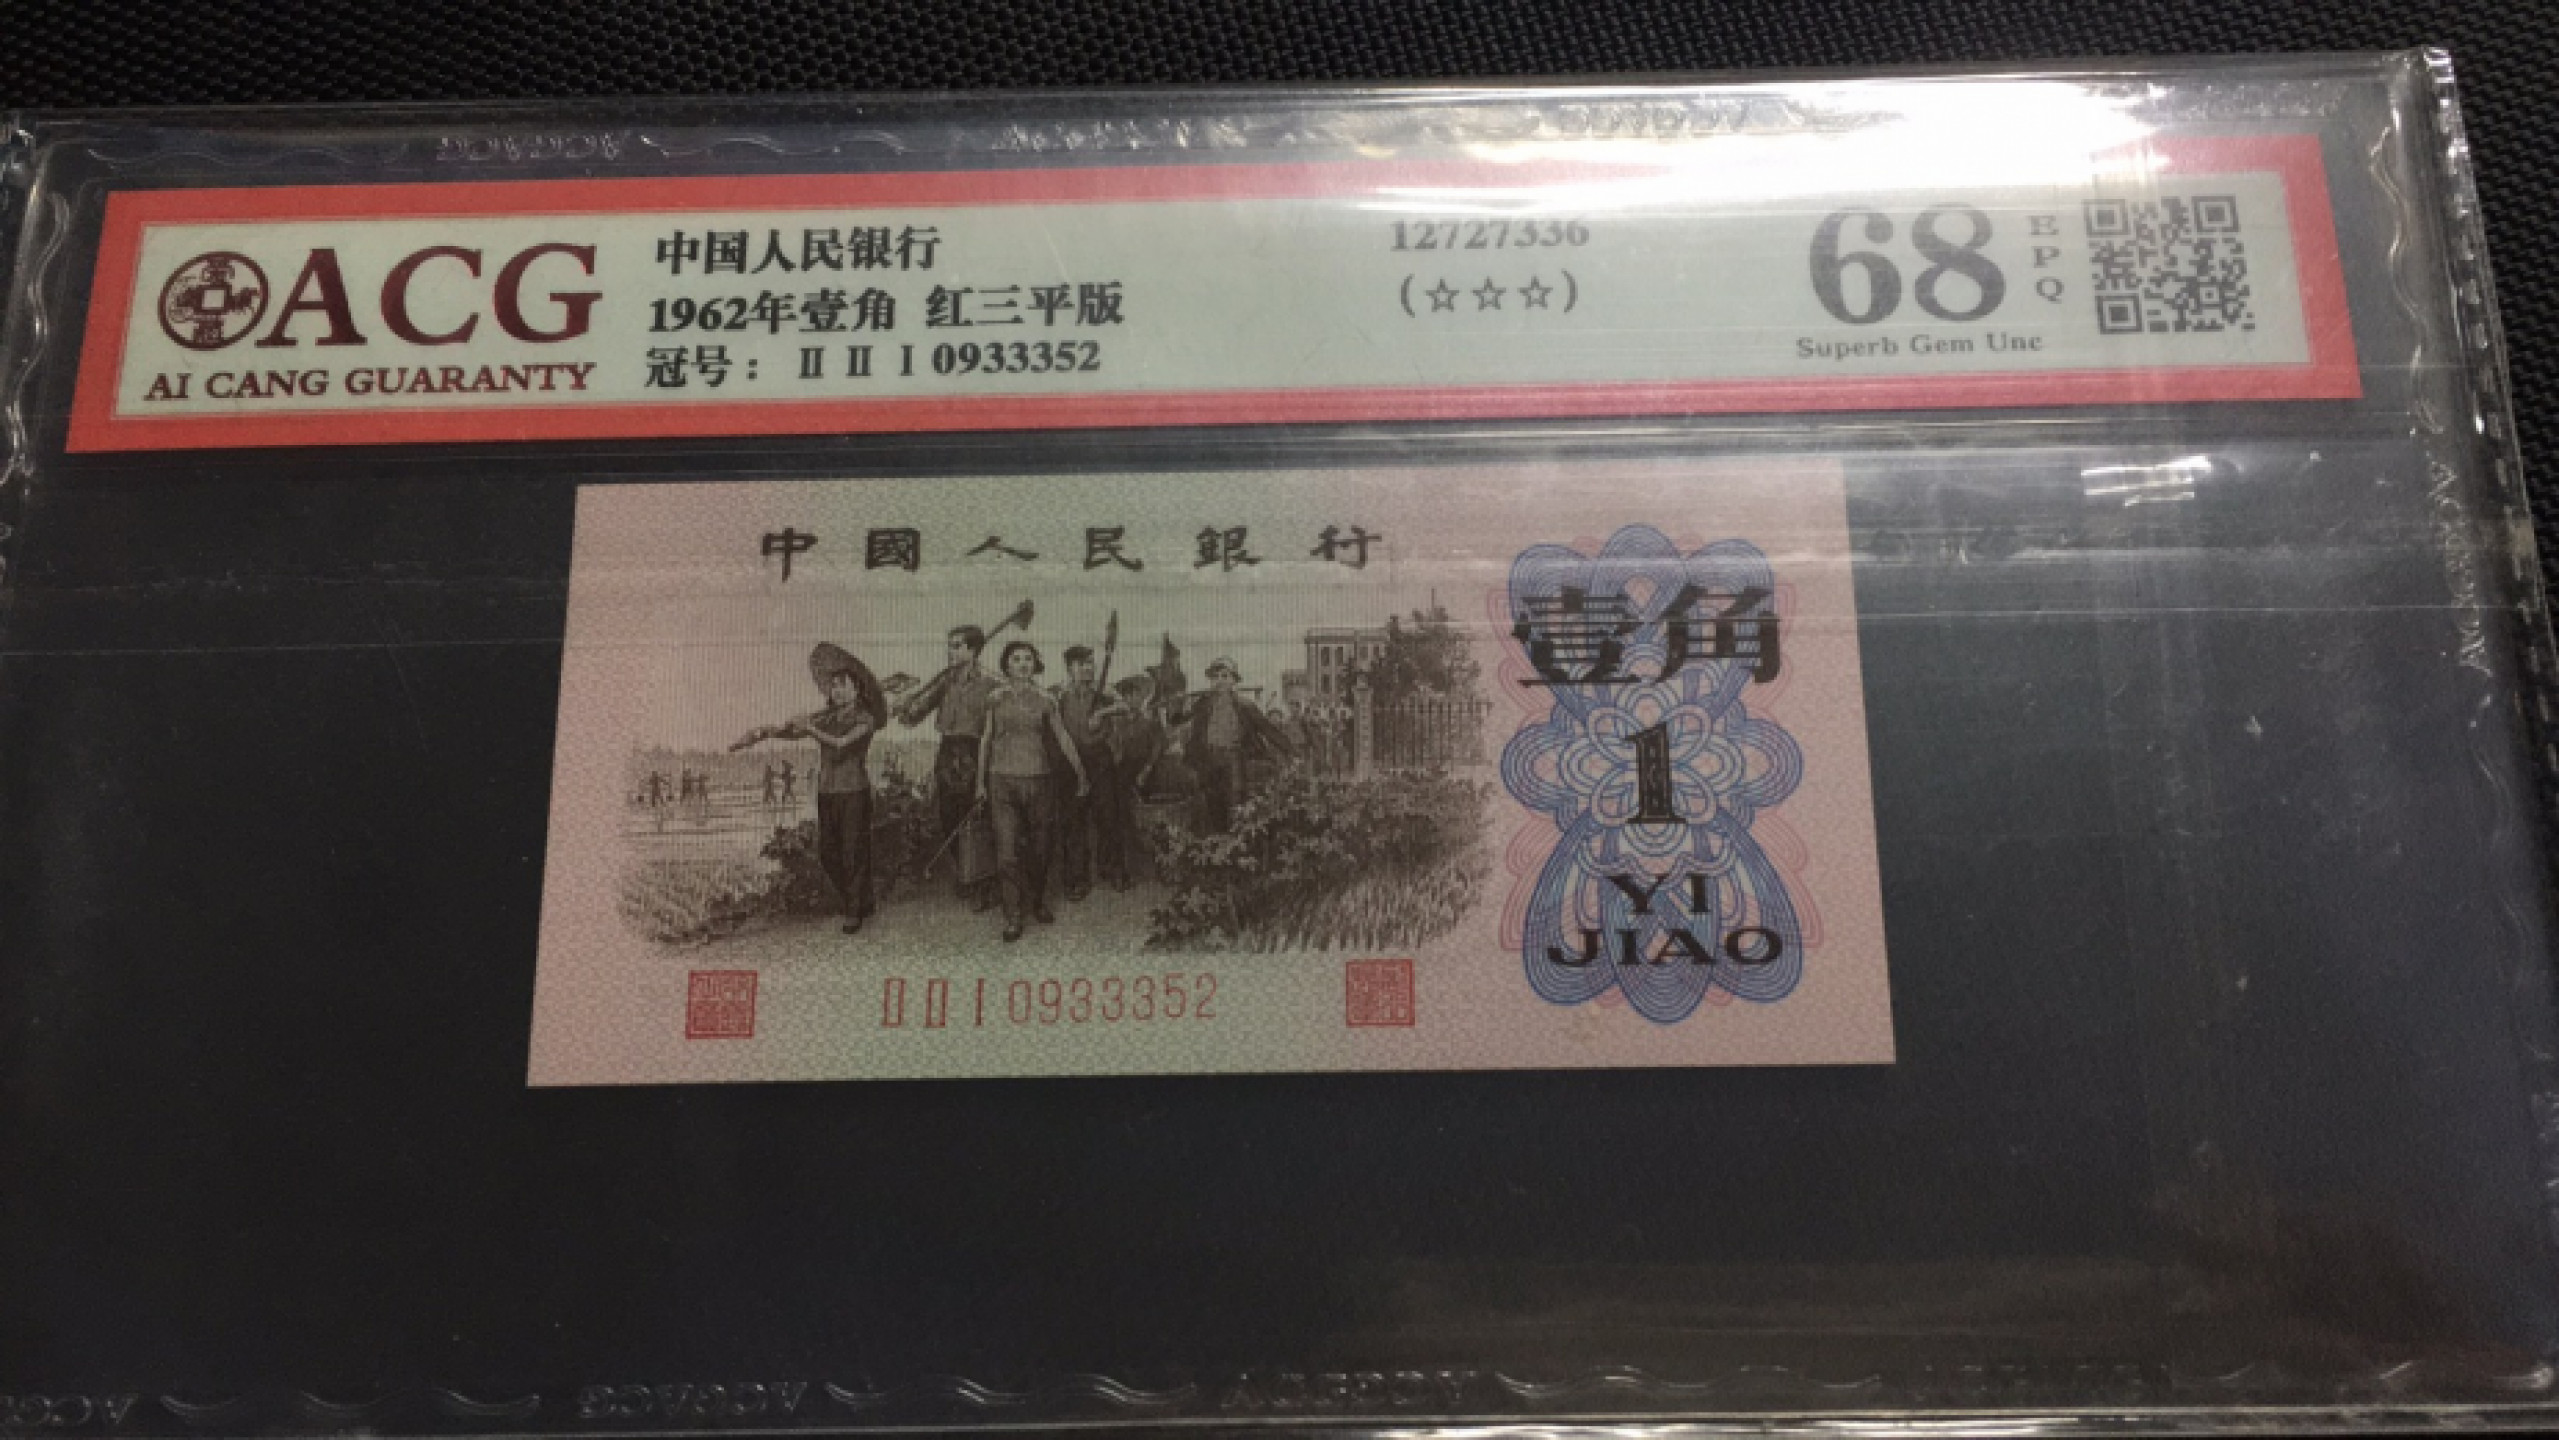 ACG
AI CANG GUARANTY
中国人民银行
1962年壹角 红三平版
冠号： Ⅱ Ⅱ Ⅰ 0933352
12727336
(☆☆☆)
68
EPQ
Superb Gem Unc
中國人民銀行
壹角
1
YI
JIAO
Ⅱ Ⅱ Ⅰ 0933352